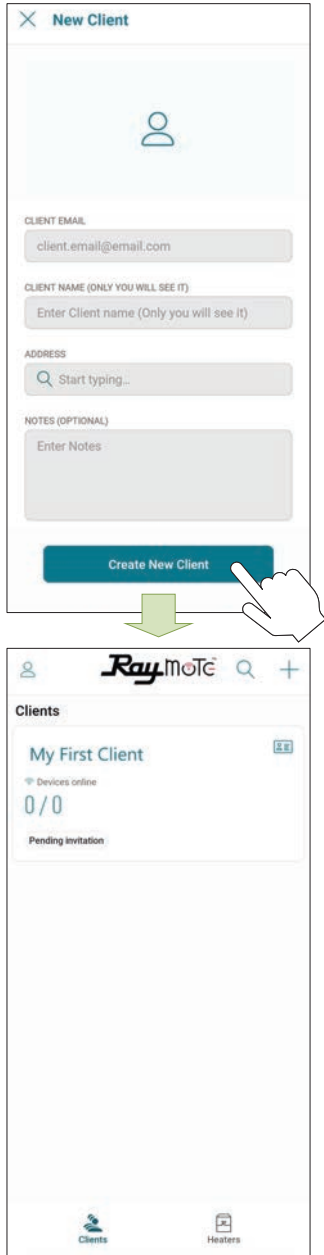 New Client
CLIENT EMAIL
client.email@email.com
CLIENT NAME (ONLY YOU WILL SEE IT)
Enter Client name (Only you will see it)
ADDRESS
Start typing...
NOTES (OPTIONAL)
Enter Notes
Create New Client
RayMOTE
Clients
My First Client
Devices online
0 / 0
Pending invitation
Clients
Heaters